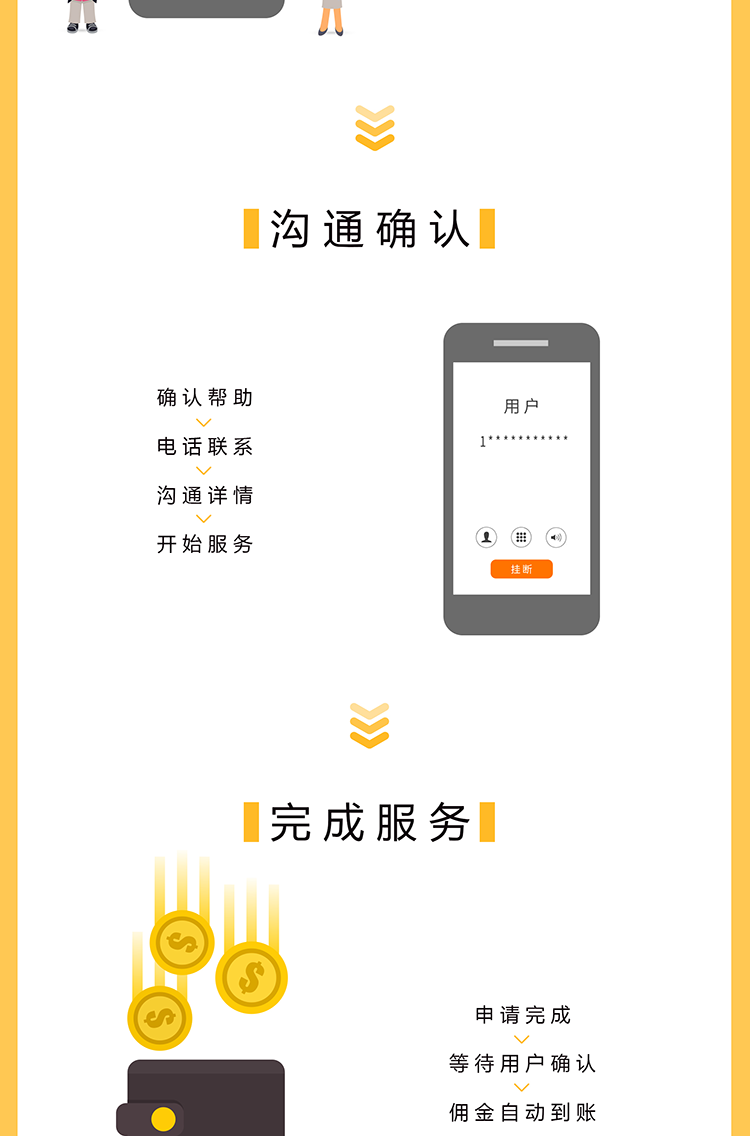 沟通确认
确认帮助
电话联系
沟通详情
开始服务
用户
1***********
挂断
完成服务
申请完成
等待用户确认
佣金自动到账